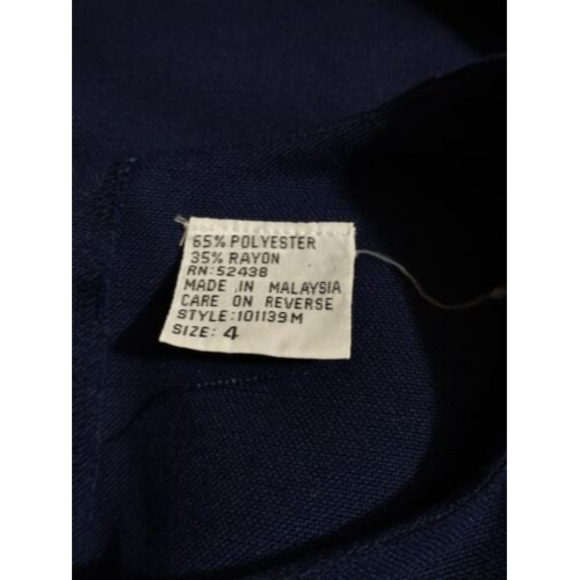 65% POLYESTER
35% RAYON
RN:52438
MADE IN MALAYSIA
CARE ON REVERSE
STYLE:101139M
SIZE: 4